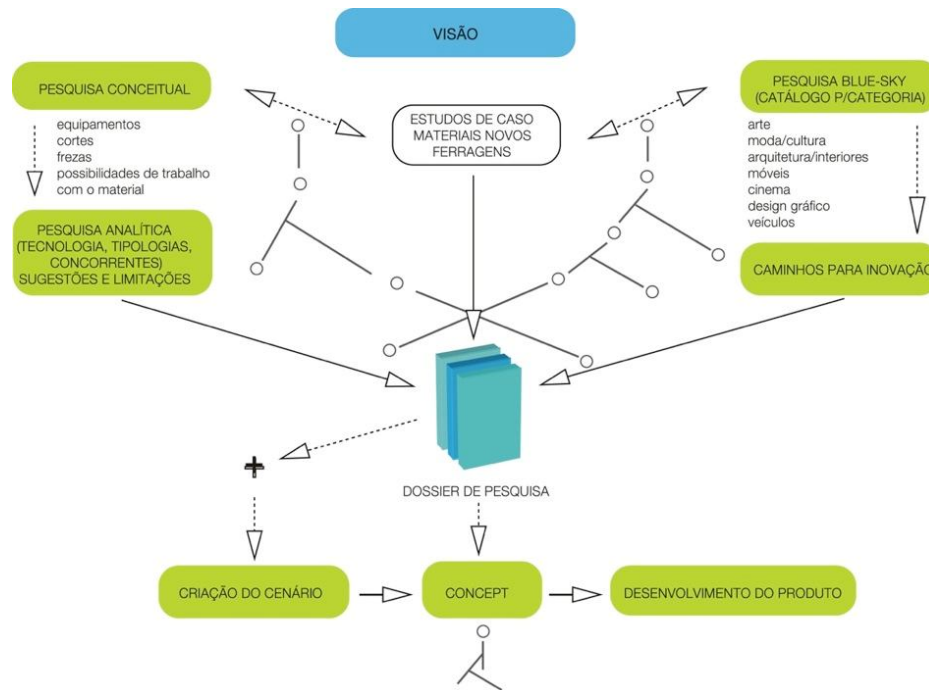 VISÃO
PESQUISA CONCEITUAL
equipamentos
cortes
frezas
possibilidades de trabalho
com o material
PESQUISA ANALÍTICA
(TECNOLOGIA, TIPOLOGIAS,
CONCORRENTES)
SUGESTÕES E LIMITAÇÕES
ESTUDOS DE CASO
MATERIAIS NOVOS
FERRAGENS
PESQUISA BLUE-SKY
(CATÁLOGO P/CATEGORIA)
arte
moda/cultura
arquitetura/interiores
móveis
cinema
design gráfico
veículos
CAMINHOS PARA INOVAÇÃO
DOSSIER DE PESQUISA
CRIAÇÃO DO CENÁRIO
CONCEPT
DESENVOLVIMENTO DO PRODUTO